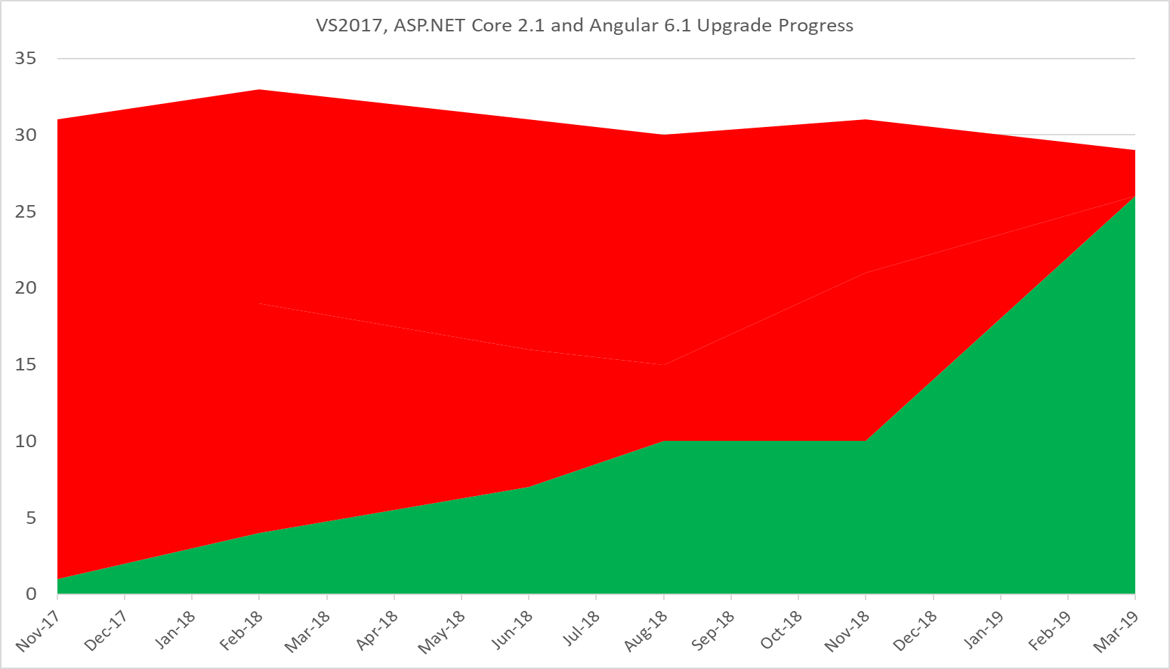 VS2017, ASP.NET Core 2.1 and Angular 6.1 Upgrade Progress
35
30
25
20
15
10
5
0
Nov-17
Dec-17
Jan-18
Feb-18
Mar-18
Apr-18
May-18
Jun-18
Jul-18
Aug-18
Sep-18
Oct-18
Nov-18
Dec-18
Jan-19
Feb-19
Mar-19